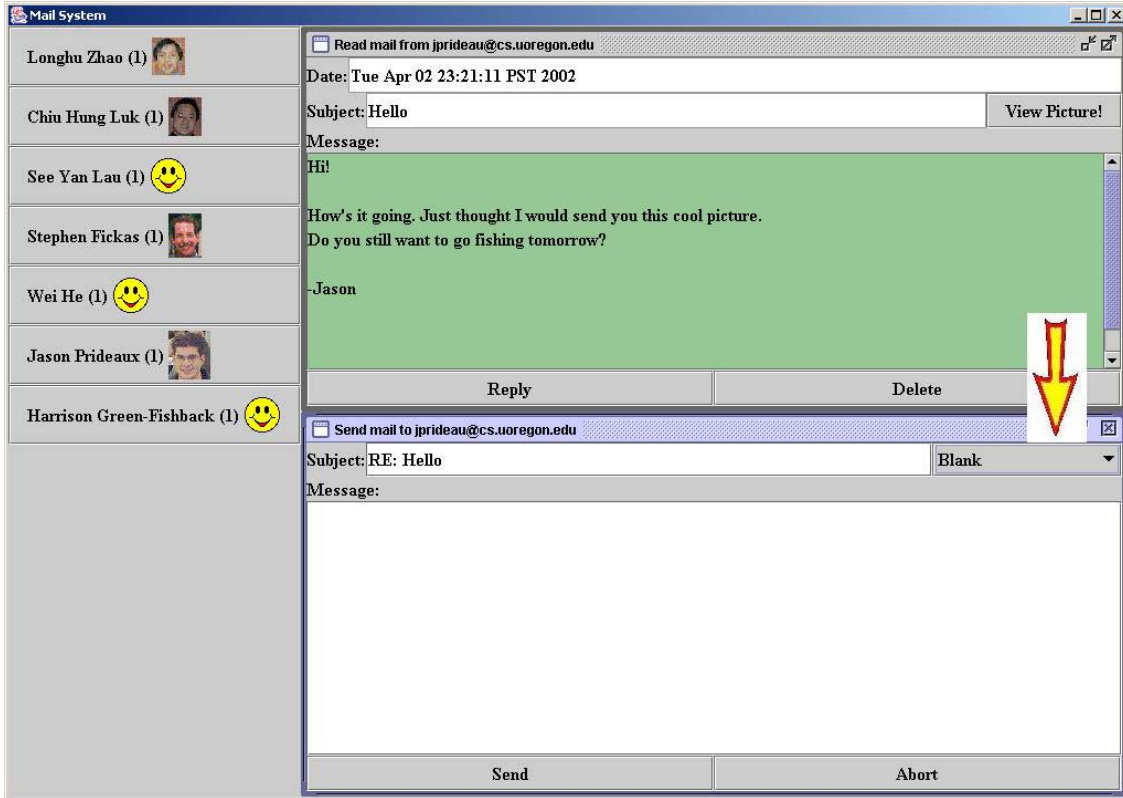 Mail System
Longhu Zhao (1)
Chiu Hung Luk (1)
See Yan Lau (1)
Stephen Fickas (1)
Wei He (1)
Jason Prideaux (1)
Harrison Green-Fishback (1)
Read mail from jprideau@cs.uoregon.edu
Date: Tue Apr 02 23:21:11 PST 2002
Subject: Hello View Picture!
Message:
Hi!
How's it going. Just thought I would send you this cool picture.
Do you still want to go fishing tomorrow?
-Jason
Reply Delete
Send mail to jprideau@cs.uoregon.edu
Subject: RE: Hello Blank
Message:
Send Abort